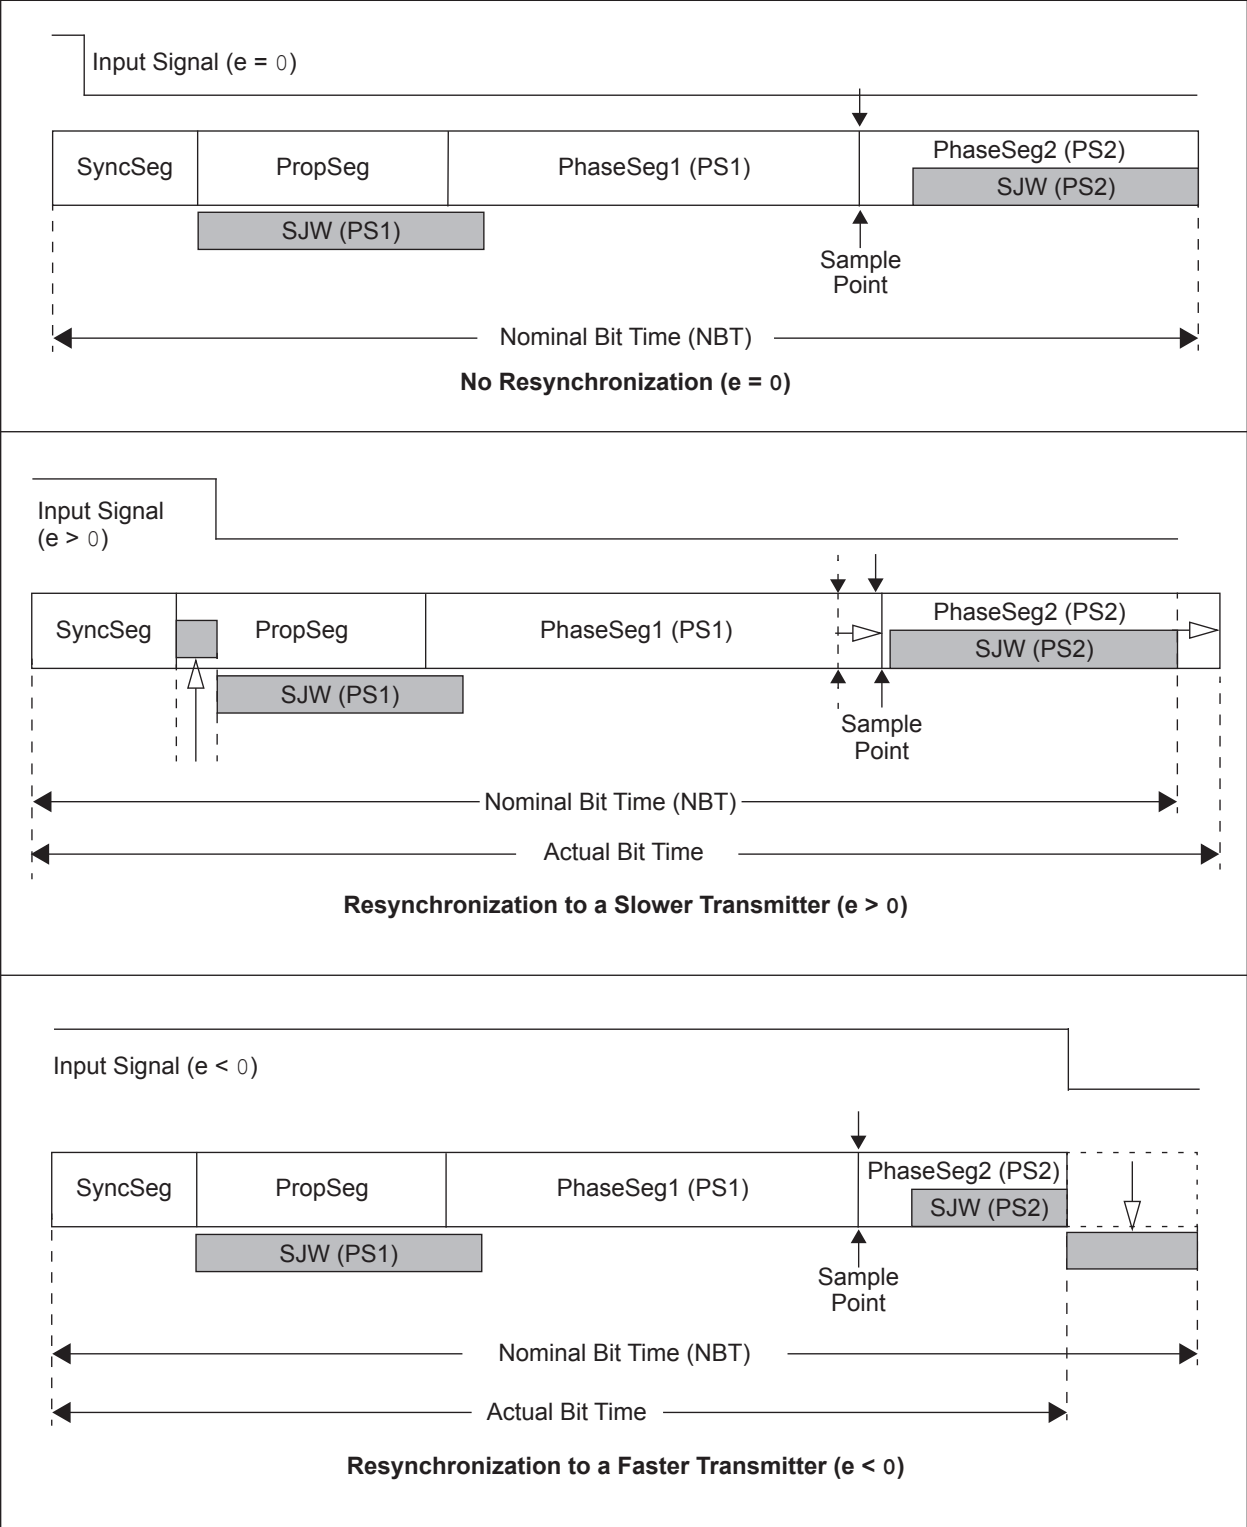 Input Signal (e = 0)
SyncSeg
PropSeg
PhaseSeg1 (PS1)
PhaseSeg2 (PS2)
SJW (PS2)
SJW (PS1)
Sample
Point
Nominal Bit Time (NBT)
No Resynchronization (e = 0)
Input Signal
(e > 0)
SyncSeg
PropSeg
PhaseSeg1 (PS1)
PhaseSeg2 (PS2)
SJW (PS2)
SJW (PS1)
Sample
Point
Nominal Bit Time (NBT)
Actual Bit Time
Resynchronization to a Slower Transmitter (e > 0)
Input Signal (e < 0)
SyncSeg
PropSeg
PhaseSeg1 (PS1)
PhaseSeg2 (PS2)
SJW (PS2)
SJW (PS1)
Sample
Point
Nominal Bit Time (NBT)
Actual Bit Time
Resynchronization to a Faster Transmitter (e < 0)